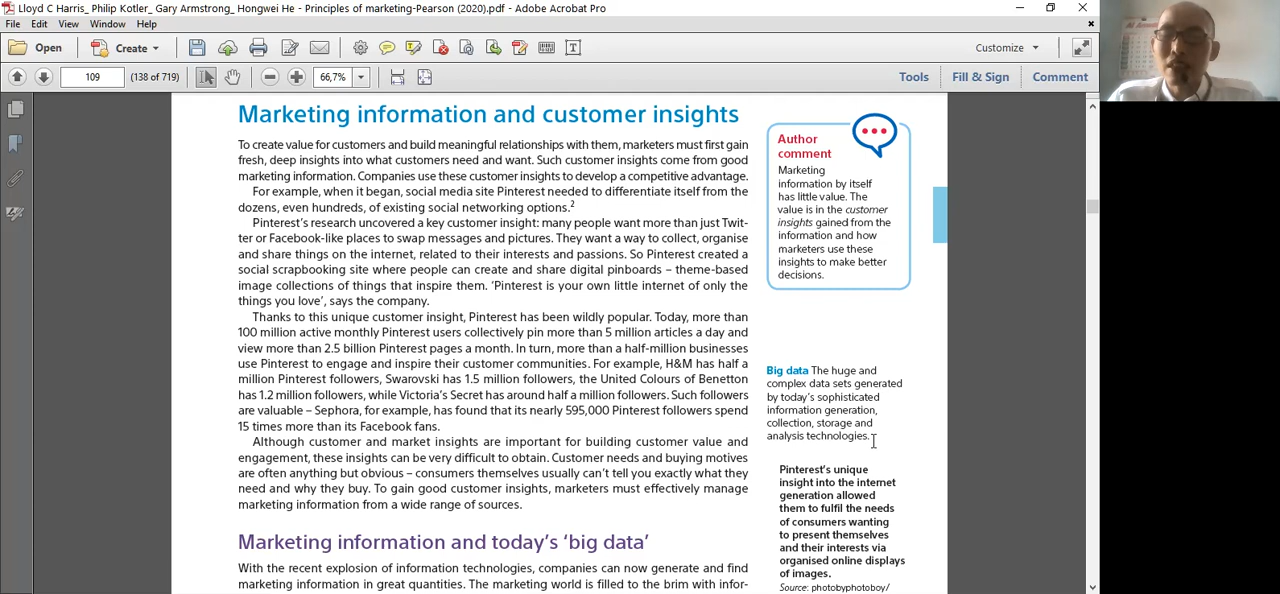 Lloyd C Harris_ Philip Kotler_ Gary Armstrong_ Hongwei He - Principles of marketing-Pearson (2020).pdf - Adobe Acrobat Pro
File Edit View Window Help
Open Create Customize
109 (138 of 719) 66,7% Tools Fill & Sign Comment
Marketing information and customer insights
To create value for customers and build meaningful relationships with them, marketers must first gain
fresh, deep insights into what customers need and want. Such customer insights come from good
marketing information. Companies use these customer insights to develop a competitive advantage.
For example, when it began, social media site Pinterest needed to differentiate itself from the
dozens, even hundreds, of existing social networking options.2
Pinterest's research uncovered a key customer insight: many people want more than just Twit-
ter or Facebook-like places to swap messages and pictures. They want a way to collect, organise
and share things on the internet, related to their interests and passions. So Pinterest created a
social scrapbooking site where people can create and share digital pinboards – theme-based
image collections of things that inspire them. 'Pinterest is your own little internet of only the
things you love', says the company.
Thanks to this unique customer insight, Pinterest has been wildly popular. Today, more than
100 million active monthly Pinterest users collectively pin more than 5 million articles a day and
view more than 2.5 billion Pinterest pages a month. In turn, more than a half-million businesses
use Pinterest to engage and inspire their customer communities. For example, H&M has half a
million Pinterest followers, Swarovski has 1.5 million followers, the United Colours of Benetton
has 1.2 million followers, while Victoria's Secret has around half a million followers. Such followers
are valuable – Sephora, for example, has found that its nearly 595,000 Pinterest followers spend
15 times more than its Facebook fans.
Although customer and market insights are important for building customer value and
engagement, these insights can be very difficult to obtain. Customer needs and buying motives
are often anything but obvious – consumers themselves usually can't tell you exactly what they
need and why they buy. To gain good customer insights, marketers must effectively manage
marketing information from a wide range of sources.
Marketing information and today's 'big data'
With the recent explosion of information technologies, companies can now generate and find
marketing information in great quantities. The marketing world is filled to the brim with infor-
Author
comment
Marketing
information by itself
has little value. The
value is in the customer
insights gained from the
information and how
marketers use these
insights to make better
decisions.
Big data The huge and
complex data sets generated
by today's sophisticated
information generation,
collection, storage and
analysis technologies.
Pinterest's unique
insight into the internet
generation allowed
them to fulfil the needs
of consumers wanting
to present themselves
and their interests via
organised online displays
of images.
Source: photobyphotoboy/